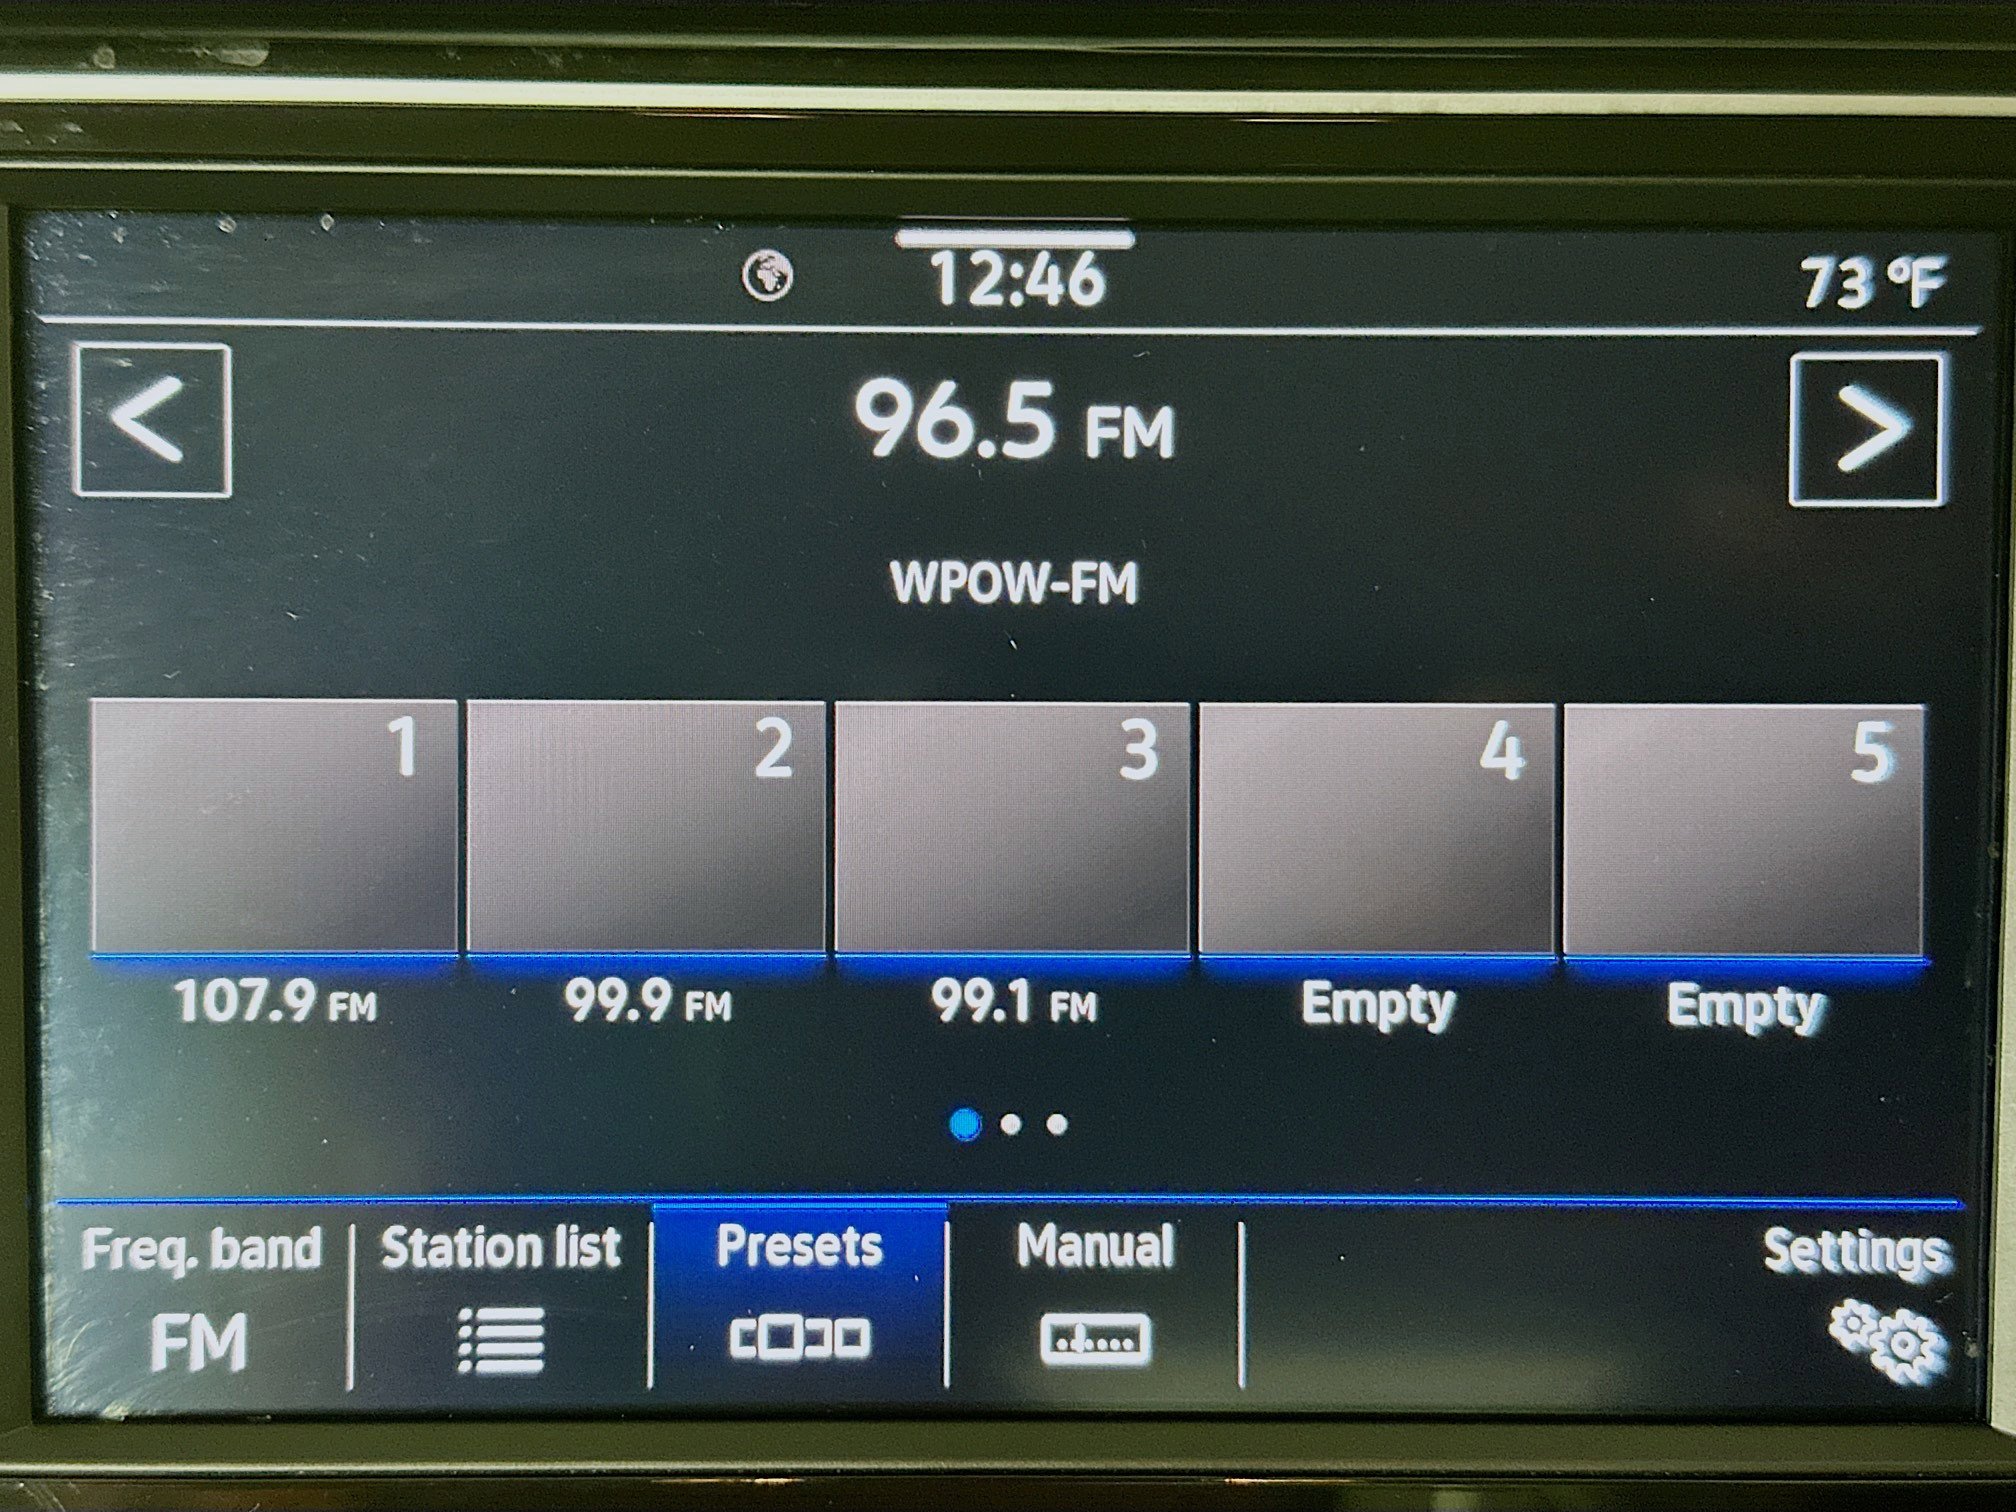 12:46
73 °F
<
96.5 FM
>
WPOW-FM
1
2
3
4
5
107.9 FM
99.9 FM
99.1 FM
Empty
Empty
Freq. band
Station list
Presets
Manual
Settings
FM